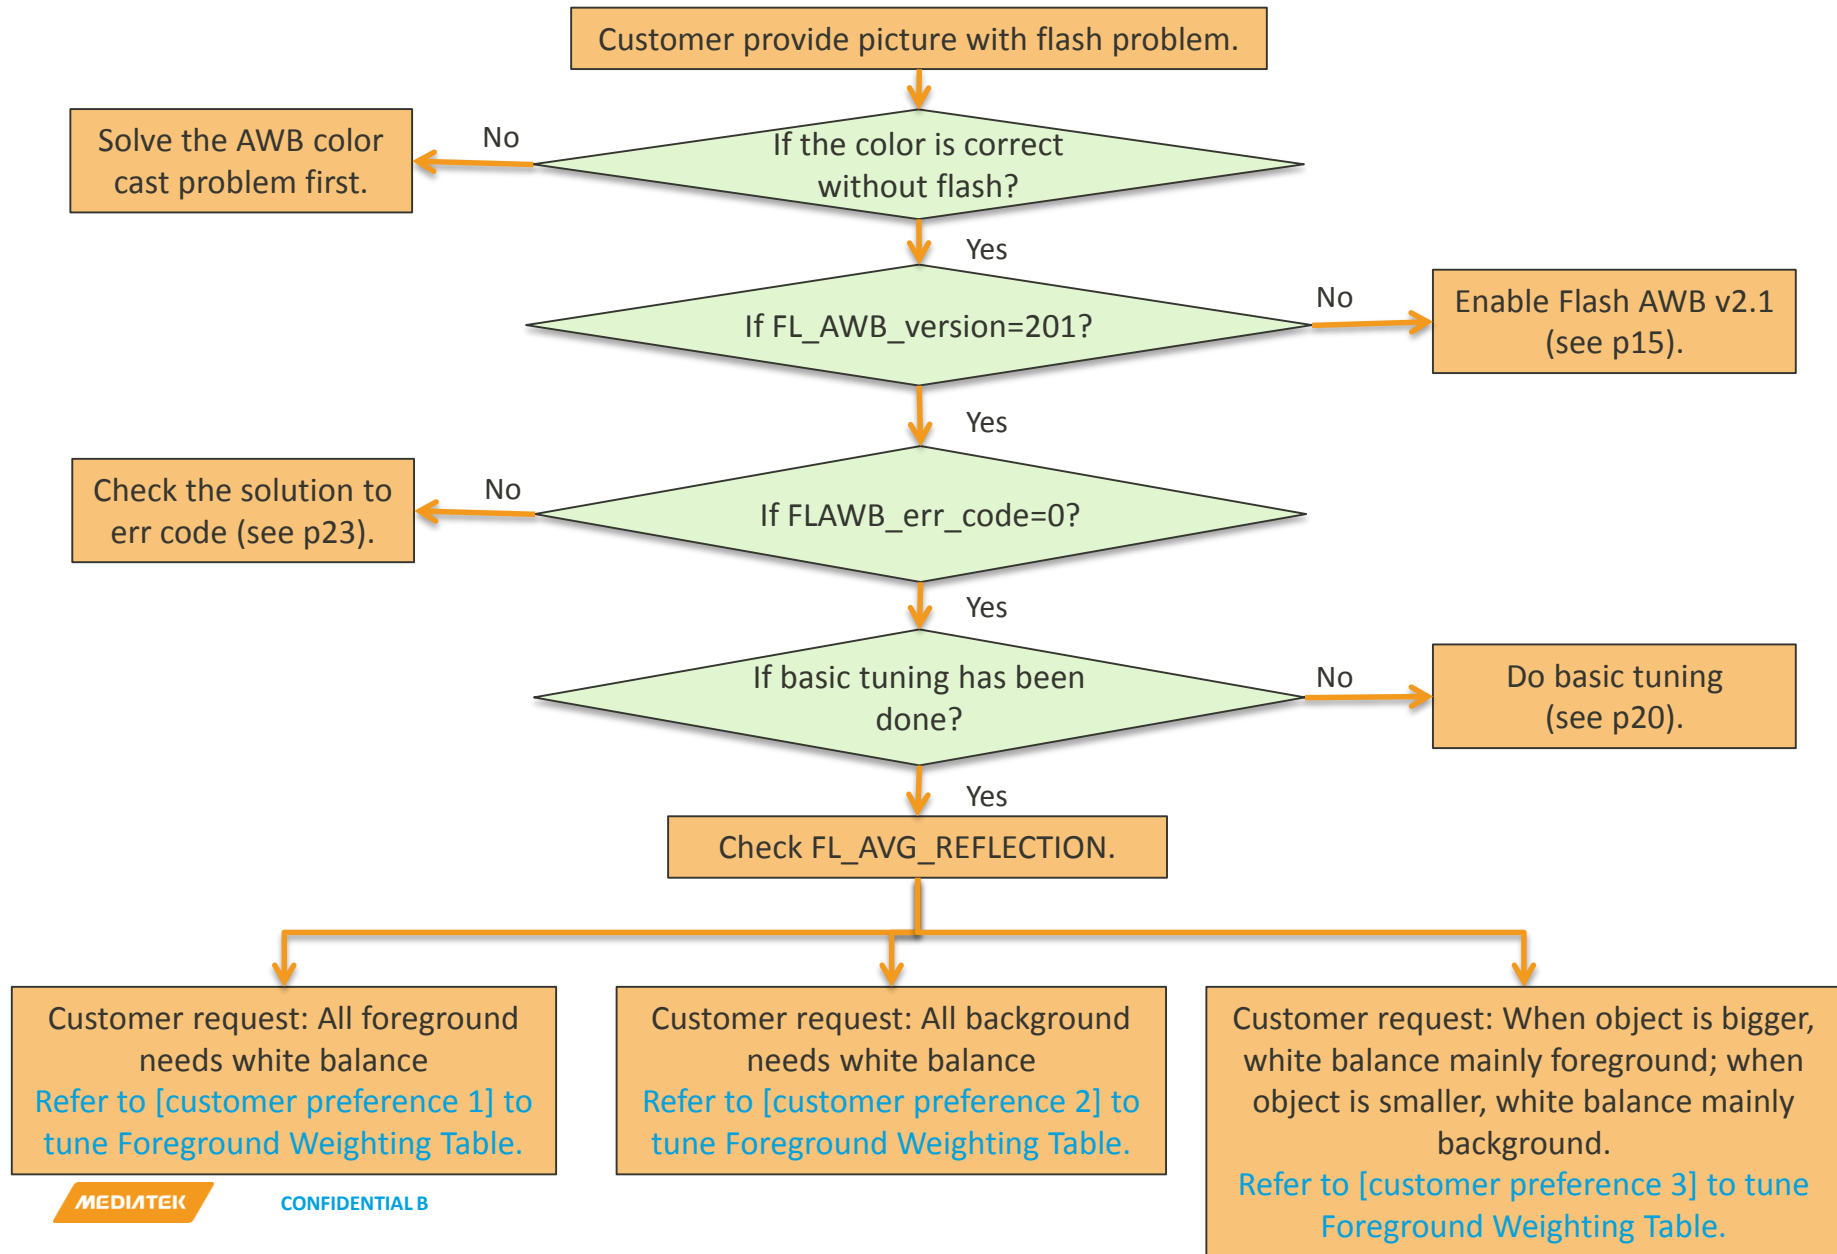 Customer provide picture with flash problem.
Solve the AWB color
cast problem first.
No
If the color is correct
without flash?
Yes
If FL_AWB_version=201?
No
Enable Flash AWB v2.1
(see p15).
Yes
Check the solution to
err code (see p23).
No
If FLAWB_err_code=0?
Yes
If basic tuning has been
done?
No
Do basic tuning
(see p20).
Yes
Check FL_AVG_REFLECTION.
Customer request: All foreground
needs white balance
Refer to [customer preference 1] to
tune Foreground Weighting Table.
Customer request: All background
needs white balance
Refer to [customer preference 2] to
tune Foreground Weighting Table.
Customer request: When object is bigger,
white balance mainly foreground; when
object is smaller, white balance mainly
background.
Refer to [customer preference 3] to tune
Foreground Weighting Table.
MEDIATEK
CONFIDENTIAL B